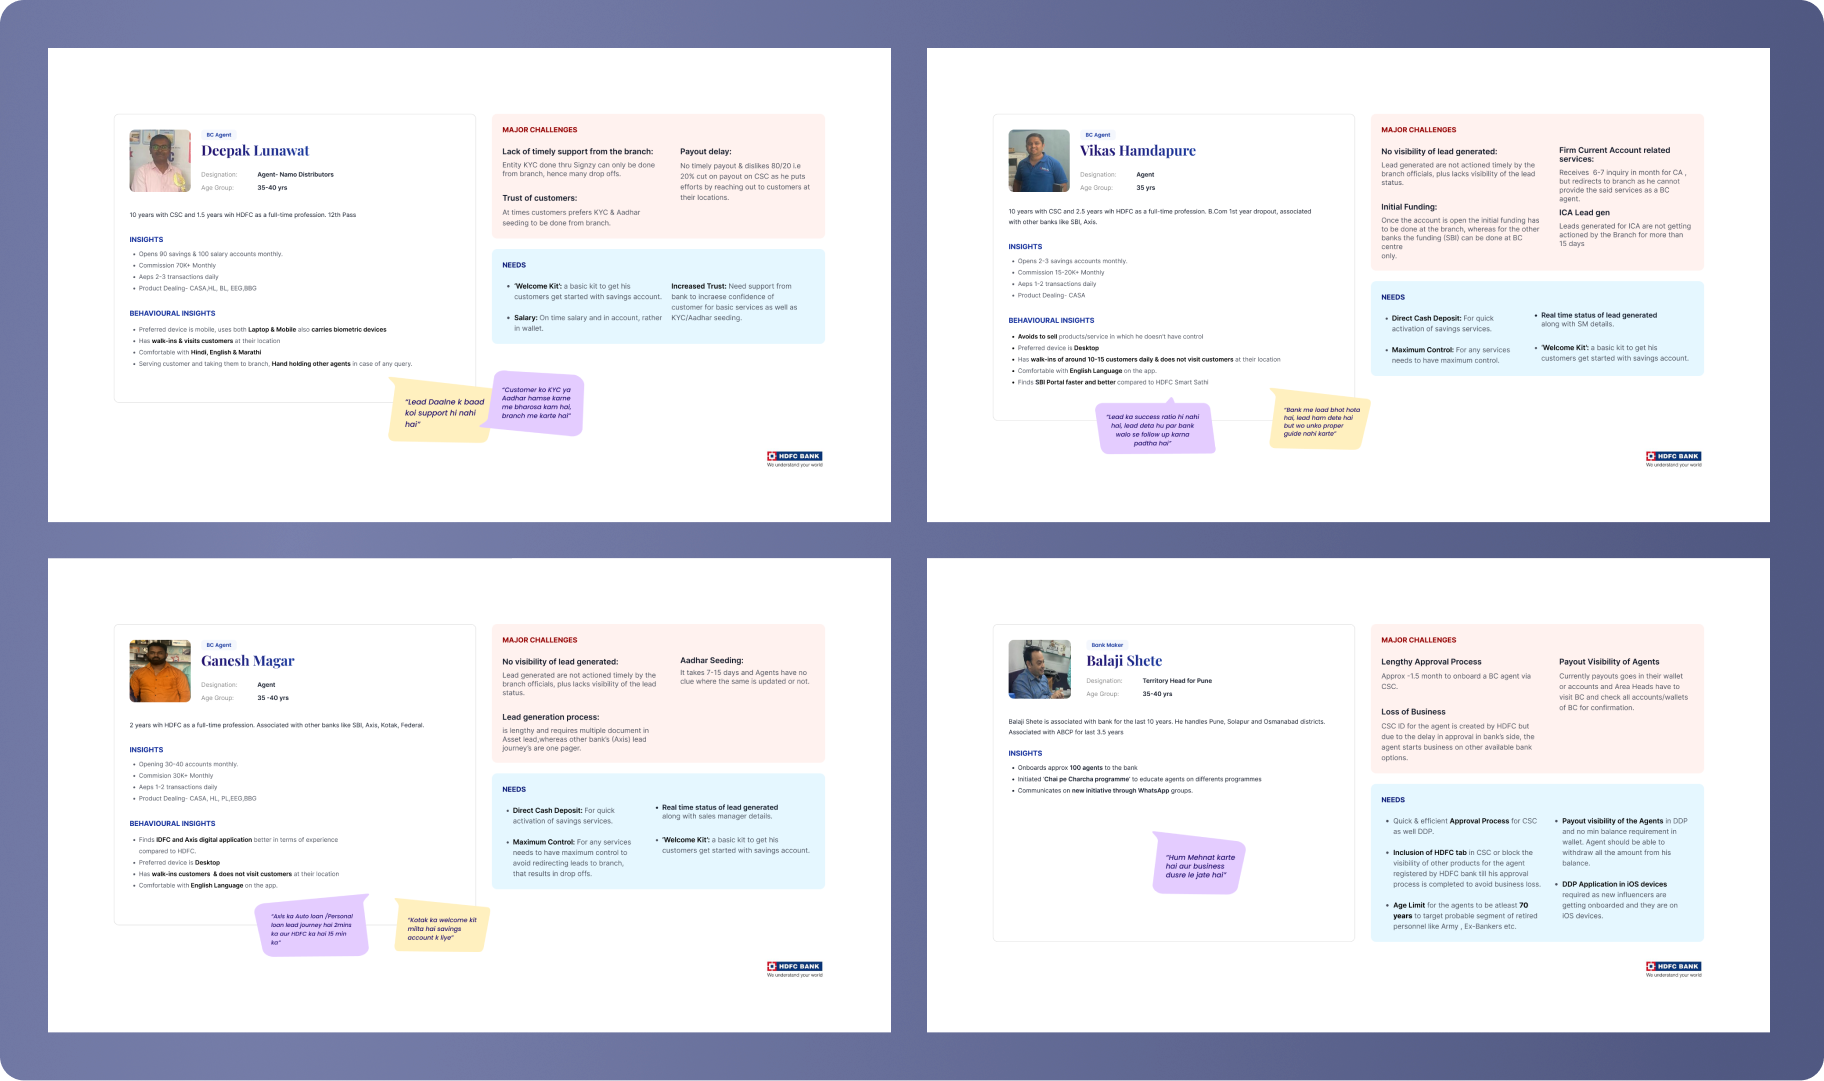 BC Agent
Deepak Lunawat
Designation: Agent- Namo Distributors
Age Group: 35-40 yrs
10 years with CSC and 1.5 years wih HDFC as a full-time profession. 12th Pass
INSIGHTS
• Opens 90 savings & 100 salary accounts monthly.
• Commission 70K+ Monthly
• Aeps 2-3 transactions daily
• Product Dealing- CASA,HL, BL, EEG,BBG
BEHAVIOURAL INSIGHTS
• Preferred device is mobile, uses both Laptop & Mobile also carries biometric devices
• Has walk-ins & visits customers at their location
• Comfortable with Hindi, English & Marathi
• Serving customer and taking them to branch, Hand holding other agents in case of any query.
"Lead Daalne k baad
koi support hi nahi
hai"
"Customer ko KYC ya
Aadhar hamse karne
me bharosa kam hai,
branch me karte hai"
MAJOR CHALLENGES
Lack of timely support from the branch:
Entity KYC done thru Signzy can only be done
from branch, hence many drop offs.
Trust of customers:
At times customers prefers KYC & Aadhar
seeding to be done from branch.
Payout delay:
No timely payout & dislikes 80/20 i.e
20% cut on payout on CSC as he puts
efforts by reaching out to customers at
their locations.
NEEDS
• 'Welcome Kit': a basic kit to get his
customers get started with savings account.
• Salary: On time salary and in account, rather
in wallet.
Increased Trust: Need support from
bank to incraese confidence of
customer for basic services as well as
KYC/Aadhar seeding.
HDFC BANK
We understand your world
BC Agent
Vikas Hamdapure
Designation: Agent
Age Group: 35 yrs
10 years with CSC and 2.5 years wih HDFC as a full-time profession. B.Com 1st year dropout, associated
with other banks like SBI, Axis.
INSIGHTS
• Opens 2-3 savings accounts monthly.
• Commission 15-20K+ Monthly
• Aeps 1-2 transactions daily
• Product Dealing- CASA
BEHAVIOURAL INSIGHTS
• Avoids to sell products/service in which he doesn't have control
• Preferred device is Desktop
• Has walk-ins of around 10-15 customers daily & does not visit customers at their location
• Comfortable with English Language on the app.
• Finds SBI Portal faster and better compared to HDFC Smart Sathi
"Lead ka success ratio hi nahi
hai, lead deta hu par bank
walo se follow up karna
padtha hai"
"Bank me load bhot hota
hai, lead ham dete hai
but wo unko proper
guide nahi karte"
MAJOR CHALLENGES
No visibility of lead generated:
Lead generated are not actioned timely by the
branch officials, plus lacks visibility of the lead
status.
Initial Funding:
Once the account is open the initial funding has
to be done at the branch, whereas for the other
banks the funding (SBI) can be done at BC
centre
only.
Firm Current Account related
services:
Receives 6-7 inquiry in month for CA ,
but redirects to branch as he cannot
provide the said services as a BC
agent.
ICA Lead gen
Leads generated for ICA are not getting
actioned by the Branch for more than
15 days
NEEDS
• Direct Cash Deposit: For quick
activation of savings services.
• Maximum Control: For any services
needs to have maximum control.
• Real time status of lead generated
along with SM details.
• 'Welcome Kit': a basic kit to get his
customers get started with savings account.
HDFC BANK
We understand your world
BC Agent
Ganesh Magar
Designation: Agent
Age Group: 35 -40 yrs
2 years wih HDFC as a full-time profession. Associated with other banks like SBI, Axis, Kotak, Federal.
INSIGHTS
• Opening 30-40 accounts monthly.
• Commision 30K+ Monthly
• Aeps 1-2 transactions daily
• Product Dealing- CASA, HL, PL,EEG,BBG
BEHAVIOURAL INSIGHTS
• Finds IDFC and Axis digital application better in terms of experience
compared to HDFC.
• Preferred device is Desktop
• Has walk-ins customers & does not visit customers at their location
• Comfortable with English Language on the app.
"Axis ka Auto loan /Personal
loan lead journey hai 2mins
ka aur HDFC ka hai 15 min
ka"
"Kotak ka welcome kit
milta hai savings
account k liye"
MAJOR CHALLENGES
No visibility of lead generated:
Lead generated are not actioned timely by the
branch officials, plus lacks visibility of the lead
status.
Lead generation process:
is lengthy and requires multiple document in
Asset lead,whereas other bank's (Axis) lead
journey's are one pager.
Aadhar Seeding:
It takes 7-15 days and Agents have no
clue where the same is updated or not.
NEEDS
• Direct Cash Deposit: For quick
activation of savings services.
• Maximum Control: For any services
needs to have maximum control to
avoid redirecting leads to branch,
that results in drop offs.
• Real time status of lead generated
along with sales manager details.
• 'Welcome Kit': a basic kit to get his
customers get started with savings account.
HDFC BANK
We understand your world
Bank Maker
Balaji Shete
Designation: Territory Head for Pune
Age Group: 35-40 yrs
Balaji Shete is associated with bank for the last 10 years. He handles Pune, Solapur and Osmanabad districts.
Associated with ABCP for last 3.5 years
INSIGHTS
• Onboards approx 100 agents to the bank
• Initiated 'Chai pe Charcha programme' to educate agents on differents programmes
• Communicates on new initiative through WhatsApp groups.
"Hum Mehnat karte
hai aur business
dusre le jate hai"
MAJOR CHALLENGES
Lengthy Approval Process
Approx -1.5 month to onboard a BC agent via
CSC.
Loss of Business
CSC ID for the agent is created by HDFC but
due to the delay in approval in bank's side, the
agent starts business on other available bank
options.
Payout Visibility of Agents
Currently payouts goes in their wallet
or accounts and Area Heads have to
visit BC and check all accounts/wallets
of BC for confirmation.
NEEDS
• Quick & efficient Approval Process for CSC
as well DDP.
• Inclusion of HDFC tab in CSC or block the
visibility of other products for the agent
registered by HDFC bank till his approval
process is completed to avoid business loss.
• Age Limit for the agents to be atleast 70
years to target probable segment of retired
personnel like Army , Ex-Bankers etc.
• Payout visibility of the Agents in DDP
and no min balance requirement in
wallet. Agent should be able to
withdraw all the amount from his
balance.
• DDP Application in iOS devices
required as new influencers are
getting onboarded and they are on
iOS devices.
HDFC BANK
We understand your world